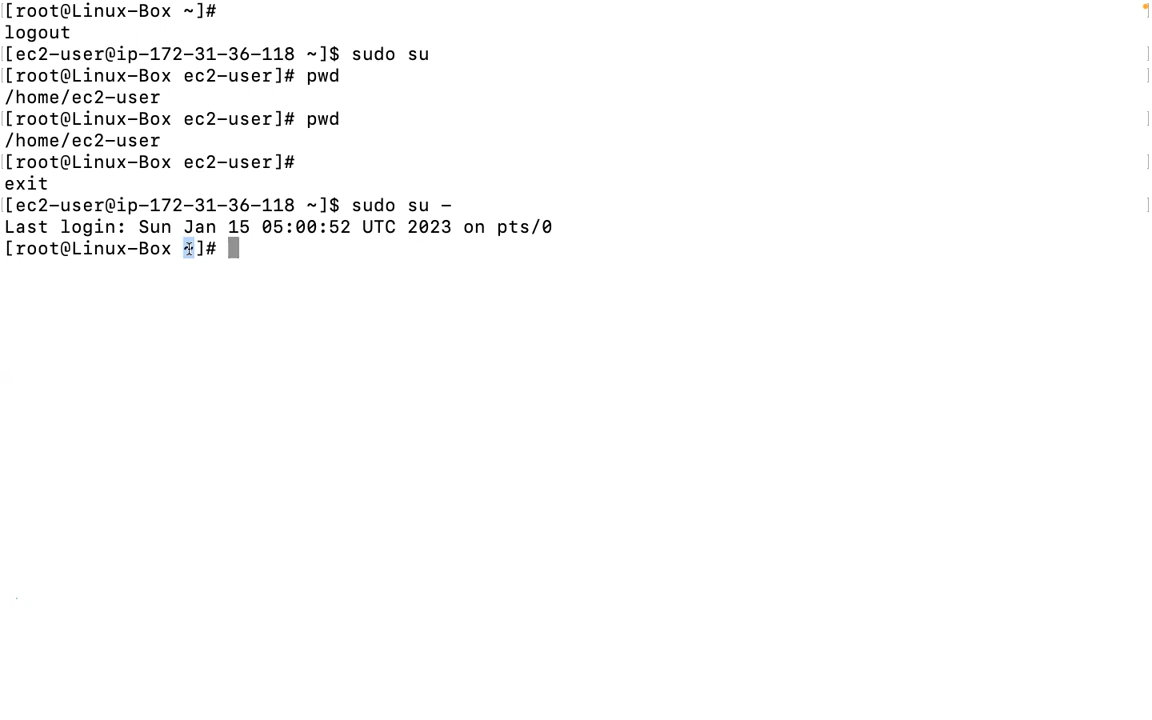 [root@Linux-Box ~]#
logout
[ec2-user@ip-172-31-36-118 ~]$ sudo su
[root@Linux-Box ec2-user]# pwd
/home/ec2-user
[root@Linux-Box ec2-user]# pwd
/home/ec2-user
[root@Linux-Box ec2-user]#
exit
[ec2-user@ip-172-31-36-118 ~]$ sudo su -
Last login: Sun Jan 15 05:00:52 UTC 2023 on pts/0
[root@Linux-Box ~]#